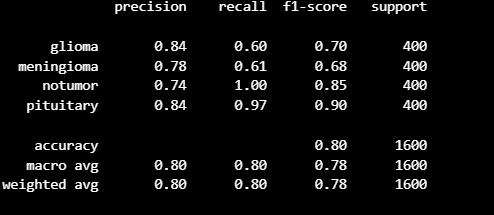 precision recall f1-score support
glioma 0.84 0.60 0.70 400
meningioma 0.78 0.61 0.68 400
notumor 0.74 1.00 0.85 400
pituitary 0.84 0.97 0.90 400
accuracy 0.80 1600
macro avg 0.80 0.80 0.78 1600
weighted avg 0.80 0.80 0.78 1600